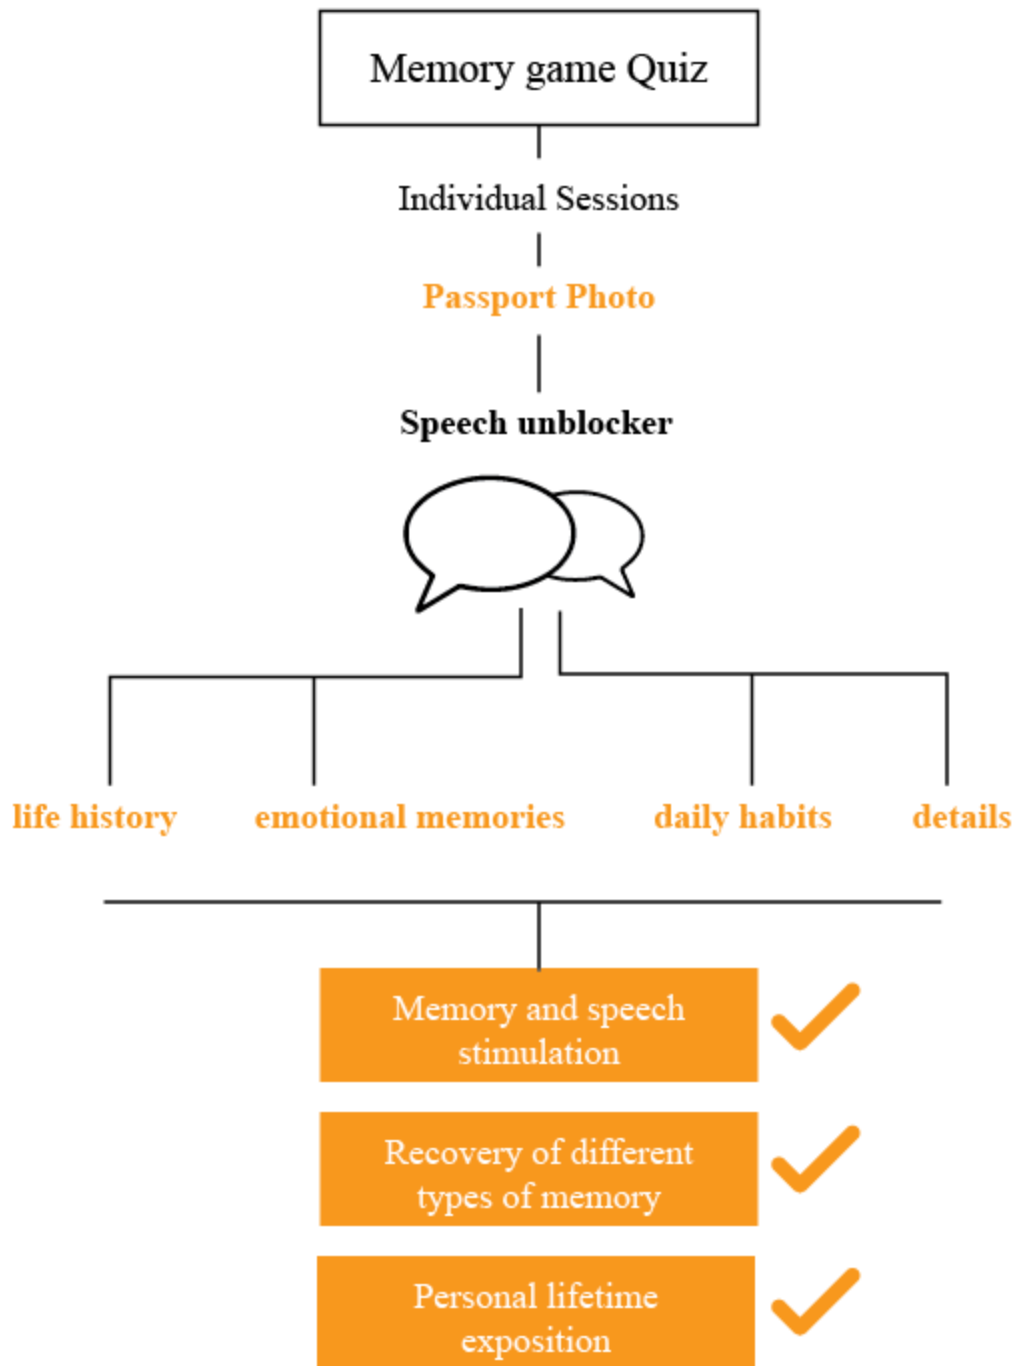 Memory game Quiz
Individual Sessions
Passport Photo
Speech unblocker
life history
emotional memories
daily habits
details
Memory and speech
stimulation
Recovery of different
types of memory
Personal lifetime
exposition